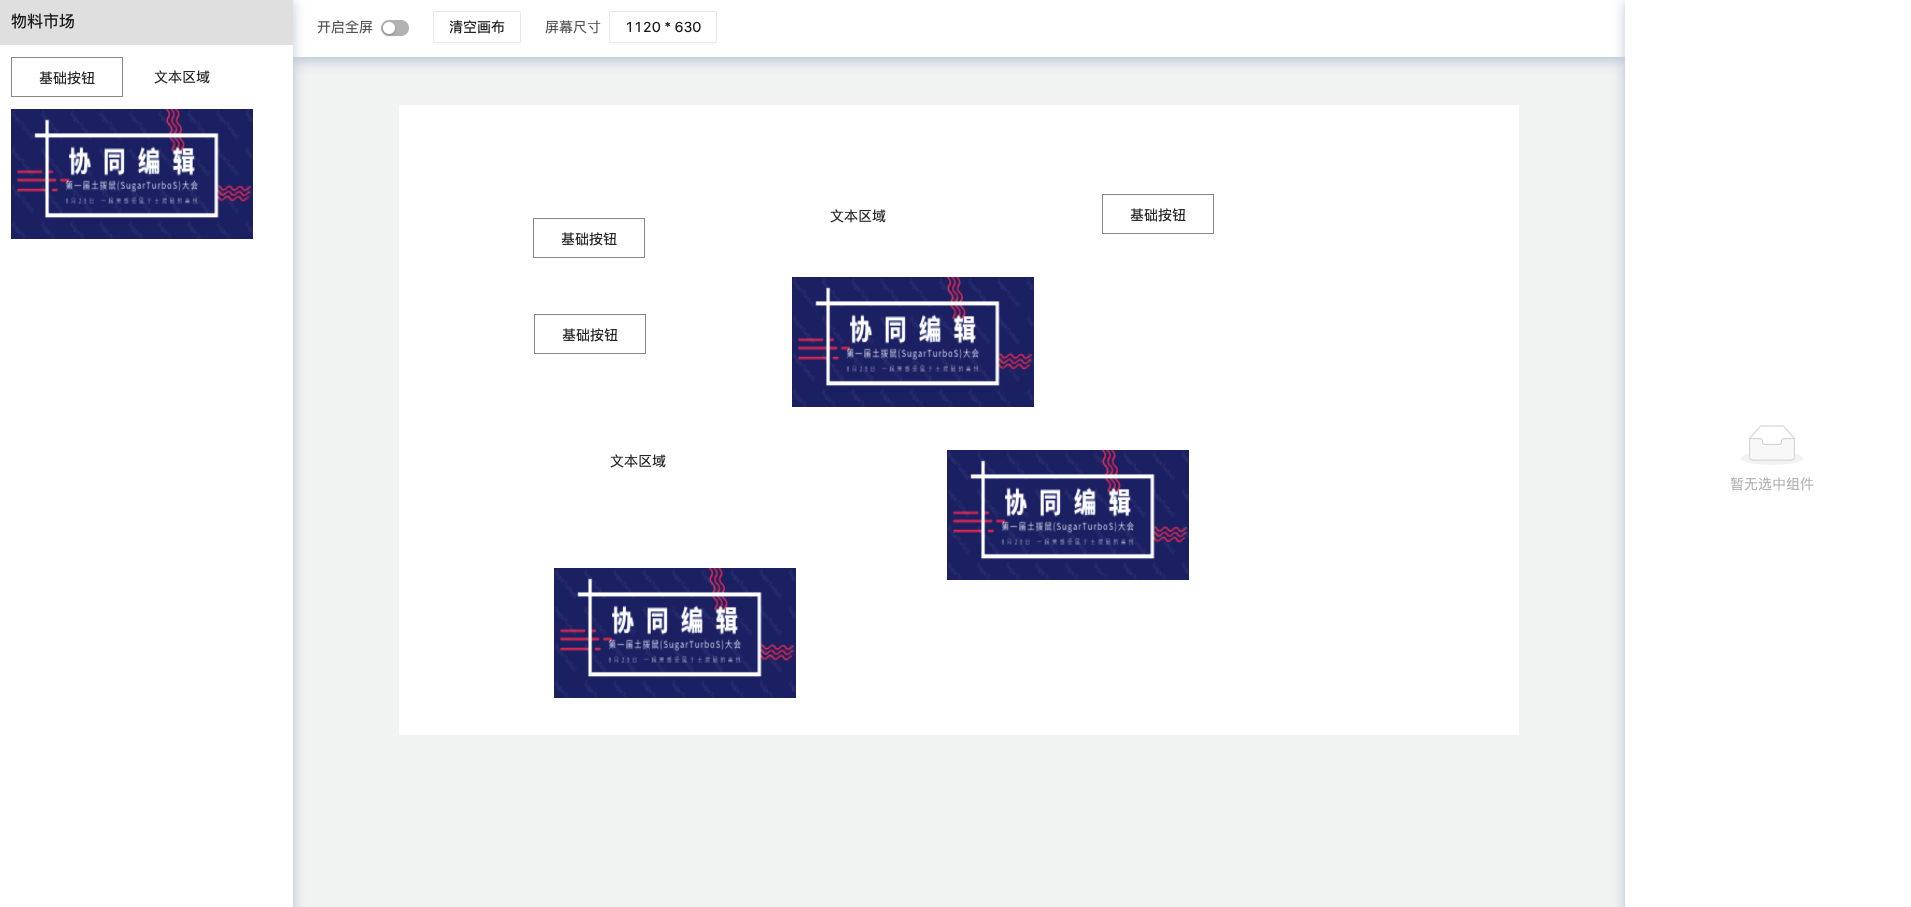 物料市场
开启全屏 清空画布 屏幕尺寸 1120 * 630
基础按钮 文本区域
协同编辑
第一届土拨鼠(SugarTurboS)大会
基础按钮 文本区域 基础按钮
基础按钮
协同编辑
第一届土拨鼠(SugarTurboS)大会
文本区域
协同编辑
第一届土拨鼠(SugarTurboS)大会
协同编辑
第一届土拨鼠(SugarTurboS)大会
暂无选中组件